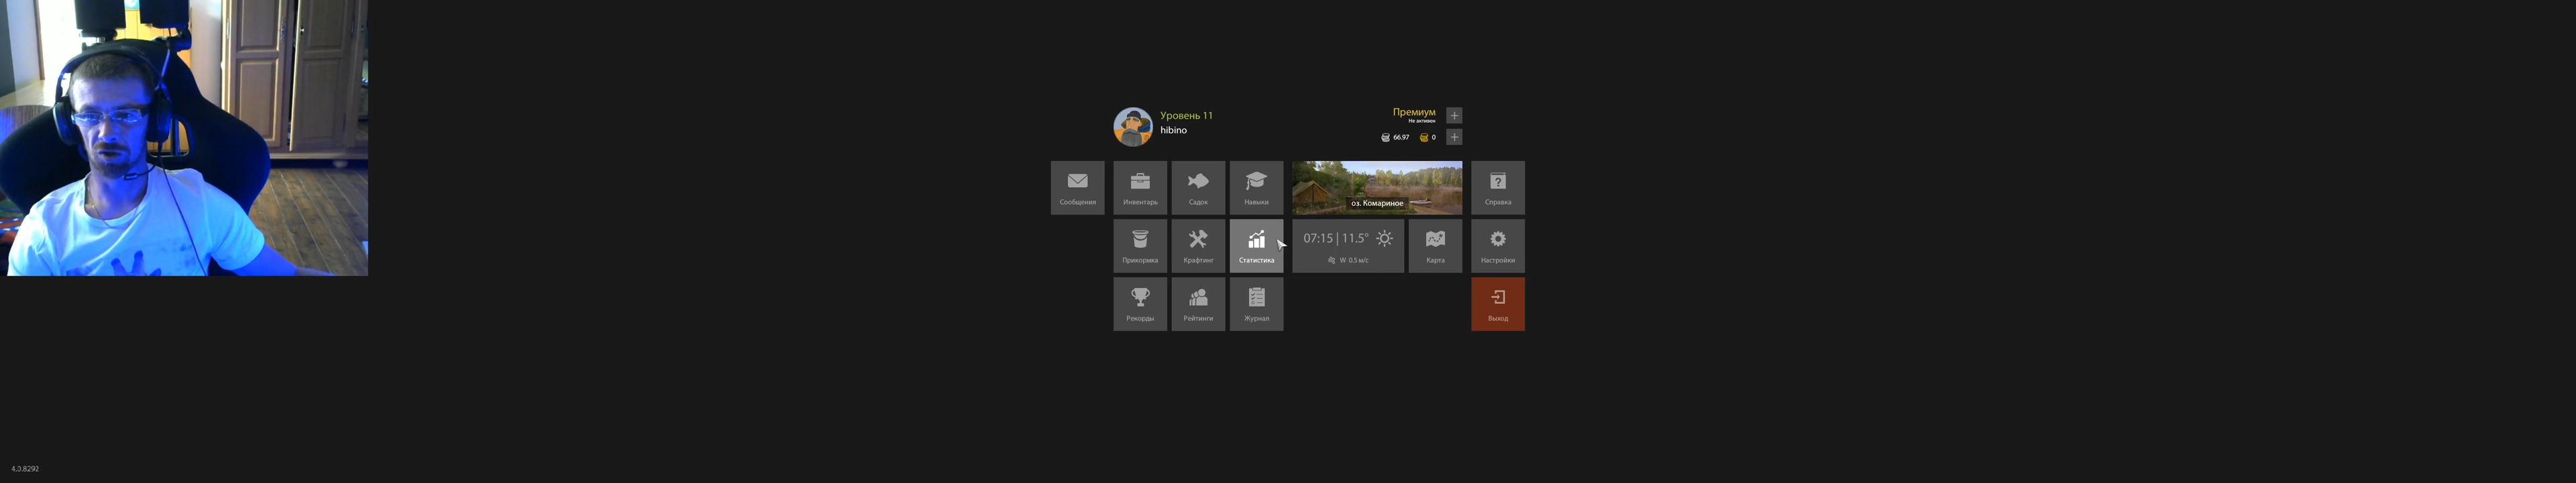 Уровень 11
hibino
Премиум
Не активен
66.97
0
Сообщения
Инвентарь
Садок
Навыки
оз. Комариное
Справка
Прикормка
Крафтинг
Статистика
07:15 | 11.5°
W 0.5 м/с
Карта
Настройки
Рекорды
Рейтинги
Журнал
Выход
4.0.8292